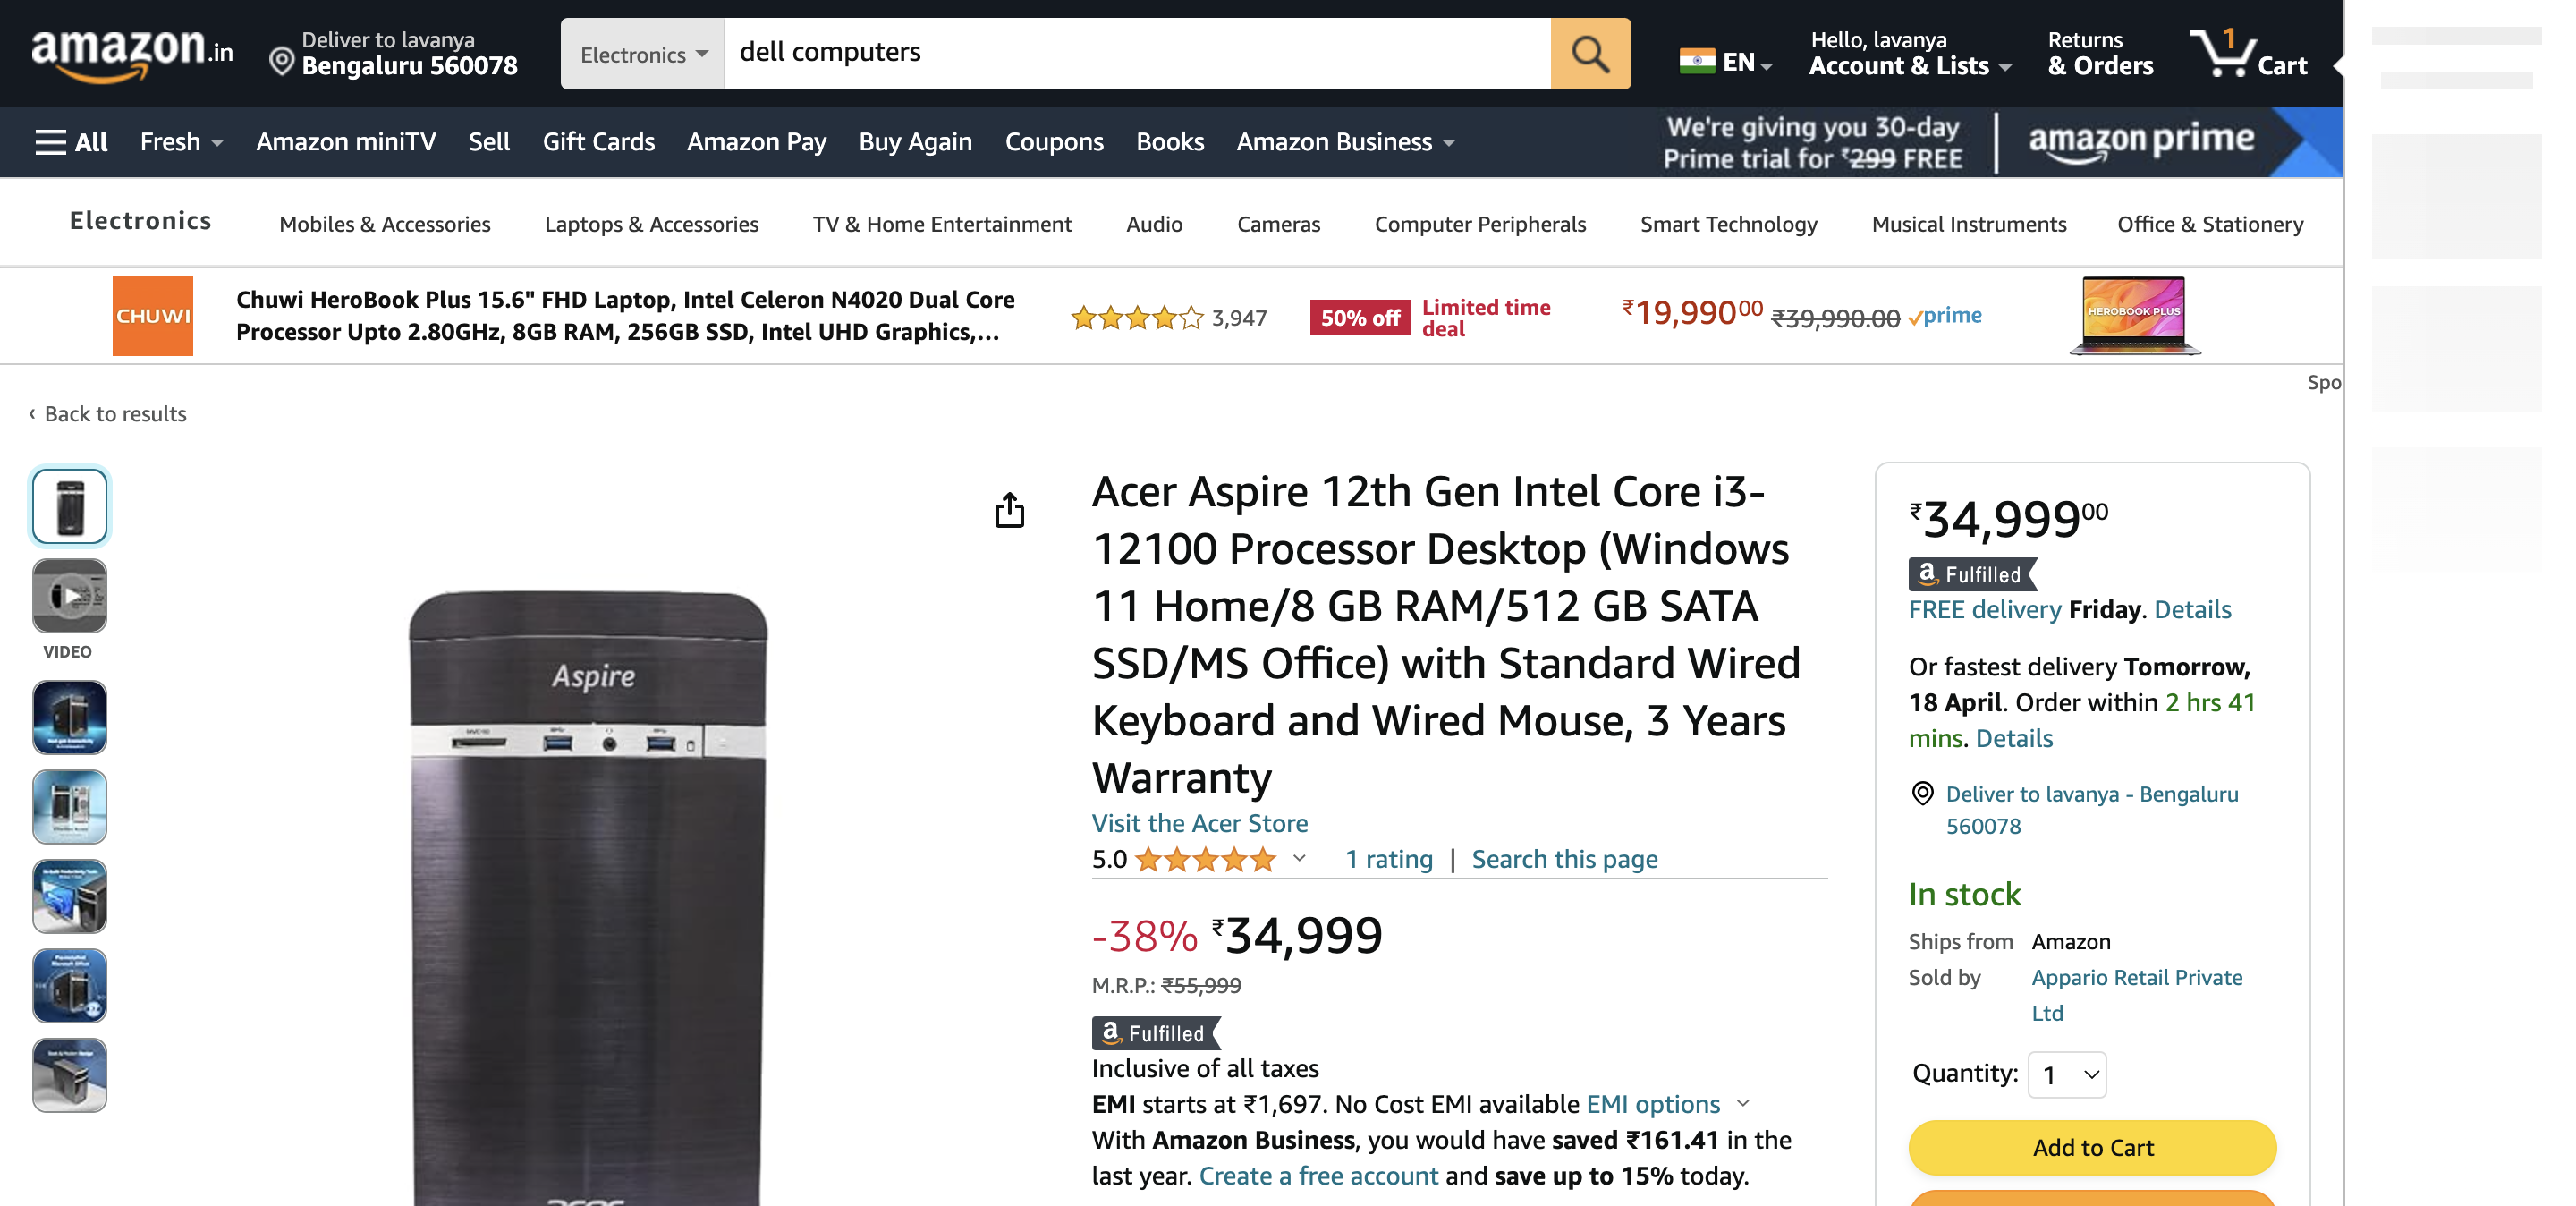 amazon.in
Deliver to lavanya
Bengaluru 560078
Electronics
dell computers
EN
Hello, lavanya
Account & Lists
Returns
& Orders
1
Cart
All
Fresh
Amazon miniTV
Sell
Gift Cards
Amazon Pay
Buy Again
Coupons
Books
Amazon Business
We're giving you 30-day
Prime trial for ₹299 FREE
amazon prime
Electronics
Mobiles & Accessories
Laptops & Accessories
TV & Home Entertainment
Audio
Cameras
Computer Peripherals
Smart Technology
Musical Instruments
Office & Stationery
CHUWI
Chuwi HeroBook Plus 15.6" FHD Laptop, Intel Celeron N4020 Dual Core
Processor Upto 2.80GHz, 8GB RAM, 256GB SSD, Intel UHD Graphics,...
3,947
50% off
Limited time
deal
₹19,99000
₹39,990.00
prime
HEROBOOK PLUS
Spo
‹ Back to results
VIDEO
Aspire
acer
Acer Aspire 12th Gen Intel Core i3-
12100 Processor Desktop (Windows
11 Home/8 GB RAM/512 GB SATA
SSD/MS Office) with Standard Wired
Keyboard and Wired Mouse, 3 Years
Warranty
Visit the Acer Store
5.0
1 rating | Search this page
-38% ₹34,999
M.R.P.: ₹55,999
a Fulfilled
Inclusive of all taxes
EMI starts at ₹1,697. No Cost EMI available EMI options
With Amazon Business, you would have saved ₹161.41 in the
last year. Create a free account and save up to 15% today.
₹34,99900
a Fulfilled
FREE delivery Friday. Details
Or fastest delivery Tomorrow,
18 April. Order within 2 hrs 41
mins. Details
Deliver to lavanya - Bengaluru
560078
In stock
Ships from Amazon
Sold by Appario Retail Private
Ltd
Quantity: 1
Add to Cart